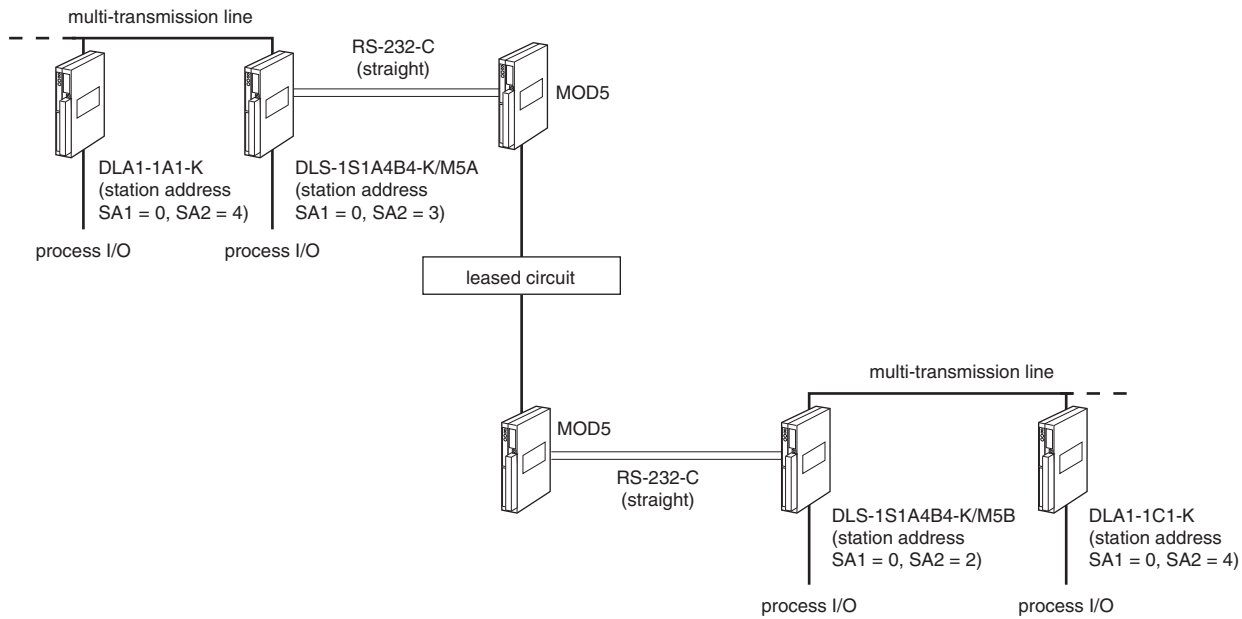 multi-transmission line
RS-232-C
(straight)
MOD5
DLA1-1A1-K
(station address
SA1 = 0, SA2 = 4)
process I/O
DLS-1S1A4B4-K/M5A
(station address
SA1 = 0, SA2 = 3)
process I/O
leased circuit
multi-transmission line
MOD5
RS-232-C
(straight)
DLS-1S1A4B4-K/M5B
(station address
SA1 = 0, SA2 = 2)
process I/O
DLA1-1C1-K
(station address
SA1 = 0, SA2 = 4)
process I/O